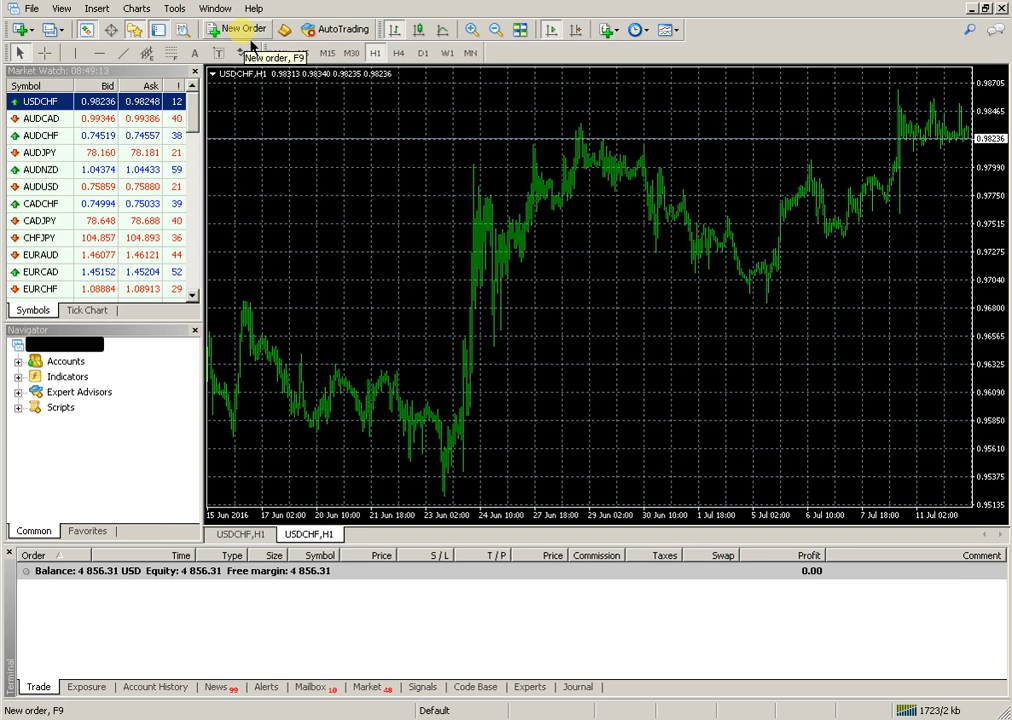 File View Insert Charts Tools Window Help
New Order AutoTrading
A T M15 M30 H1 H4 D1 W1 MN
New order, F9
Market Watch: 08:49:13
Symbol Bid Ask !
USDCHF 0.98236 0.98248 12
AUDCAD 0.99346 0.99386 40
AUDCHF 0.74519 0.74557 38
AUDJPY 78.160 78.181 21
AUDNZD 1.04374 1.04433 59
AUDUSD 0.75859 0.75880 21
CADCHF 0.74994 0.75033 39
CADJPY 78.648 78.688 40
CHFJPY 104.857 104.893 36
EURAUD 1.46077 1.46121 44
EURCAD 1.45152 1.45204 52
EURCHF 1.08884 1.08913 29
Symbols Tick Chart
Navigator
Accounts
Indicators
Expert Advisors
Scripts
Common Favorites
USDCHF,H1 0.98313 0.98340 0.98235 0.98236
0.98705
0.98465
0.98236
0.97990
0.97750
0.97515
0.97275
0.97040
0.96800
0.96565
0.96325
0.96090
0.95850
0.95610
0.95375
0.95135
15 Jun 2016 17 Jun 02:00 20 Jun 10:00 21 Jun 18:00 23 Jun 02:00 24 Jun 10:00 27 Jun 18:00 29 Jun 02:00 30 Jun 10:00 1 Jul 18:00 5 Jul 02:00 6 Jul 10:00 7 Jul 18:00 11 Jul 02:00
USDCHF,H1 USDCHF,H1
Order Time Type Size Symbol Price S / L T / P Price Commission Taxes Swap Profit Comment
Balance: 4 856.31 USD Equity: 4 856.31 Free margin: 4 856.31 0.00
Terminal
Trade Exposure Account History News 99 Alerts Mailbox 10 Market 48 Signals Code Base Experts Journal
New order, F9 Default 1723/2 kb